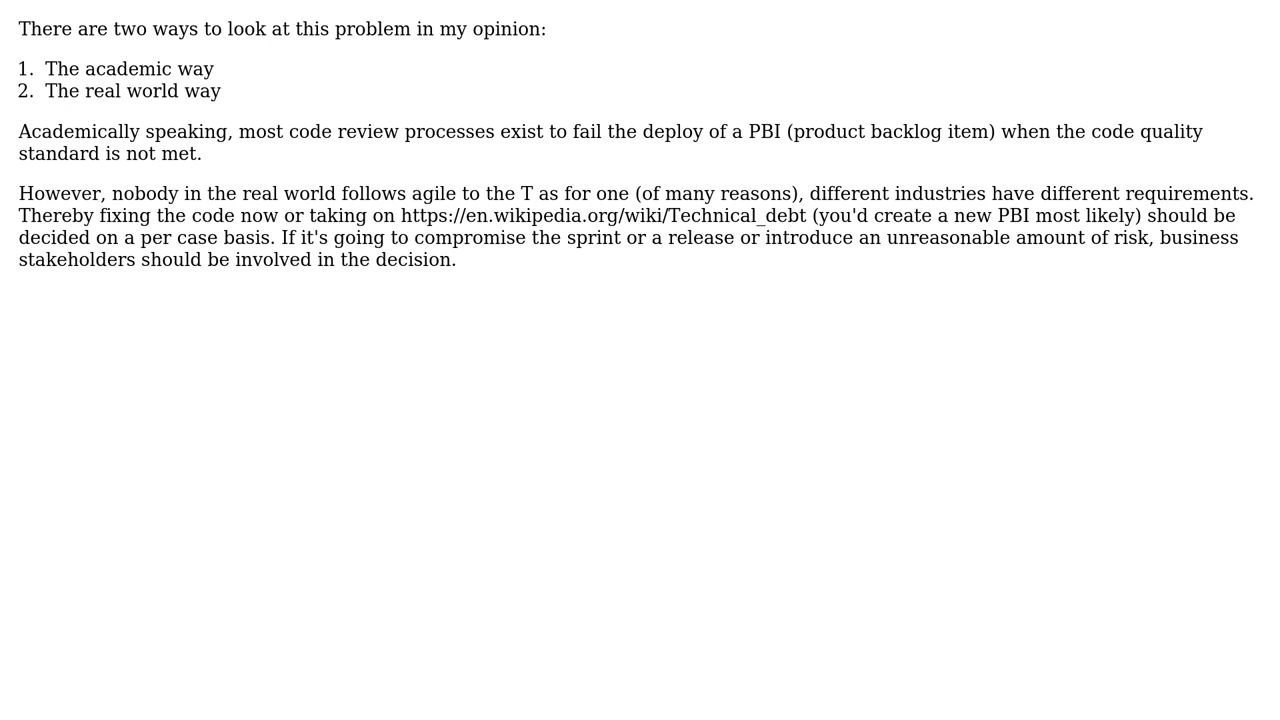 There are two ways to look at this problem in my opinion:
1. The academic way
2. The real world way
Academically speaking, most code review processes exist to fail the deploy of a PBI (product backlog item) when the code quality
standard is not met.
However, nobody in the real world follows agile to the T as for one (of many reasons), different industries have different requirements.
Thereby fixing the code now or taking on https://en.wikipedia.org/wiki/Technical_debt (you'd create a new PBI most likely) should be
decided on a per case basis. If it's going to compromise the sprint or a release or introduce an unreasonable amount of risk, business
stakeholders should be involved in the decision.